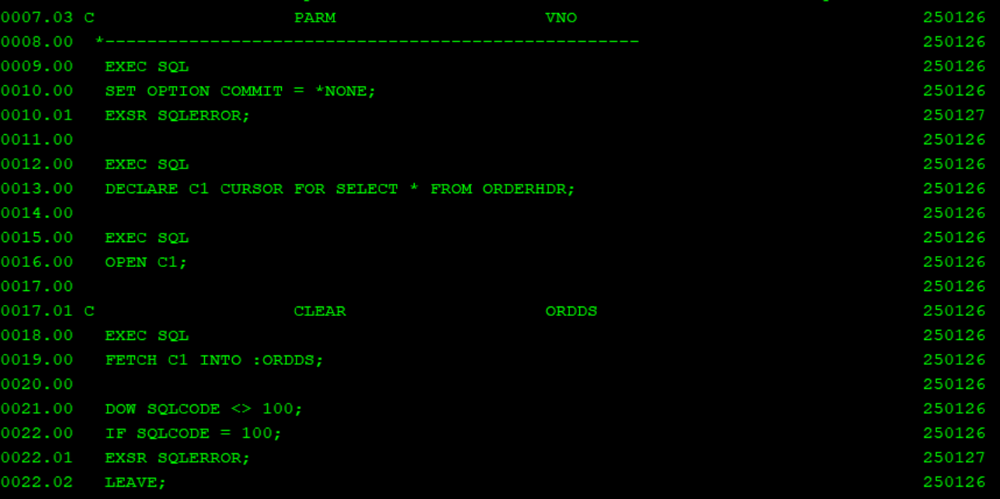 0007.03 C                   PARM                    VNO                                 250126
0008.00  *---------------------------------------------------                           250126
0009.00   EXEC SQL                                                                      250126
0010.00   SET OPTION COMMIT = *NONE;                                                    250126
0010.01   EXSR SQLERROR;                                                                250127
0011.00                                                                                 250126
0012.00   EXEC SQL                                                                      250126
0013.00   DECLARE C1 CURSOR FOR SELECT * FROM ORDERHDR;                                 250126
0014.00                                                                                 250126
0015.00   EXEC SQL                                                                      250126
0016.00   OPEN C1;                                                                      250126
0017.00                                                                                 250126
0017.01 C                   CLEAR                   ORDDS                               250126
0018.00   EXEC SQL                                                                      250126
0019.00   FETCH C1 INTO :ORDDS;                                                         250126
0020.00                                                                                 250126
0021.00   DOW SQLCODE <> 100;                                                           250126
0022.00   IF SQLCODE = 100;                                                             250126
0022.01   EXSR SQLERROR;                                                                250127
0022.02   LEAVE;                                                                        250126